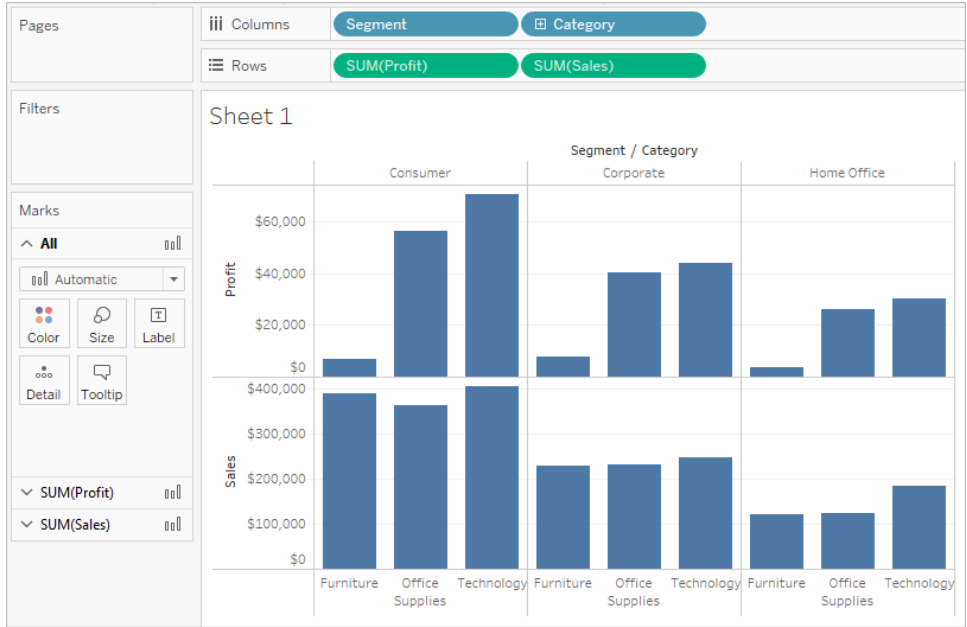 Pages
Columns
Segment
Category
Rows
SUM(Profit)
SUM(Sales)
Filters
Marks
All
Automatic
Color
Size
Label
Detail
Tooltip
SUM(Profit)
SUM(Sales)
Sheet 1
Segment / Category
Consumer
Corporate
Home Office
Profit
$60,000
$40,000
$20,000
$0
Sales
$400,000
$300,000
$200,000
$100,000
$0
Furniture
Office
Supplies
Technology
Furniture
Office
Supplies
Technology
Furniture
Office
Supplies
Technology